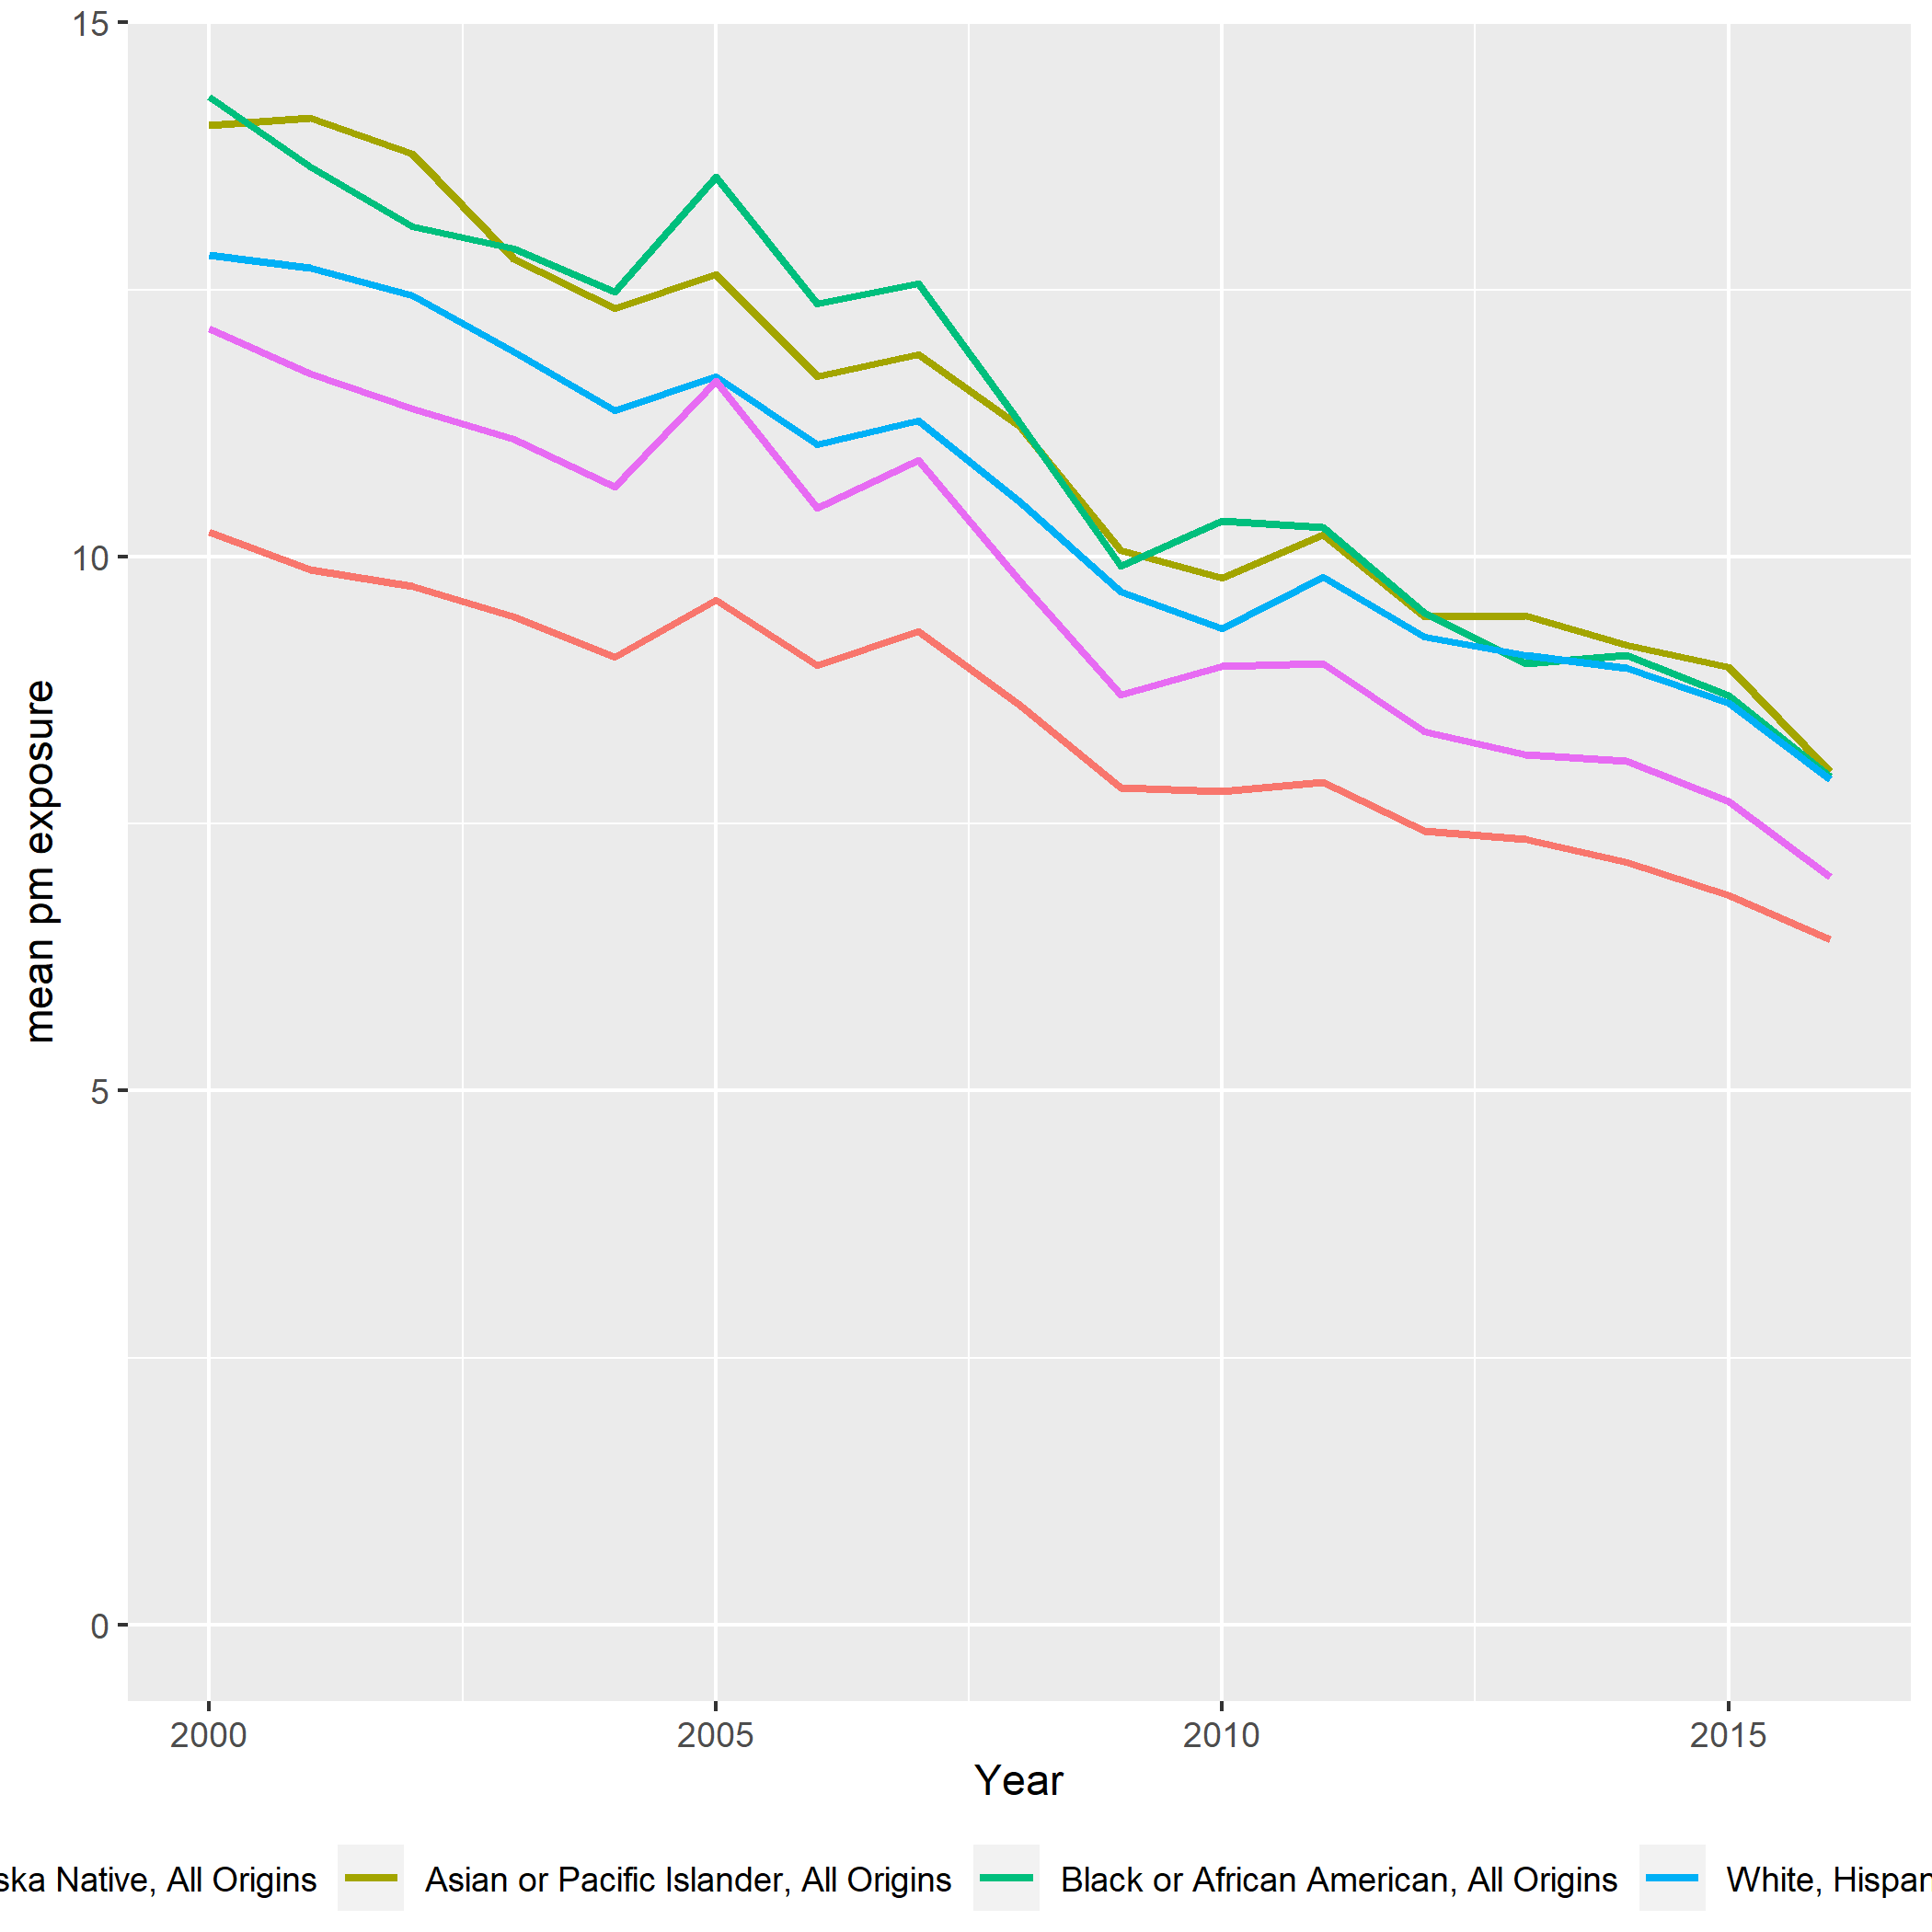 15
10
5
0
mean pm exposure
2000 2005 2010 2015
Year
ska Native, All Origins Asian or Pacific Islander, All Origins Black or African American, All Origins White, Hispan